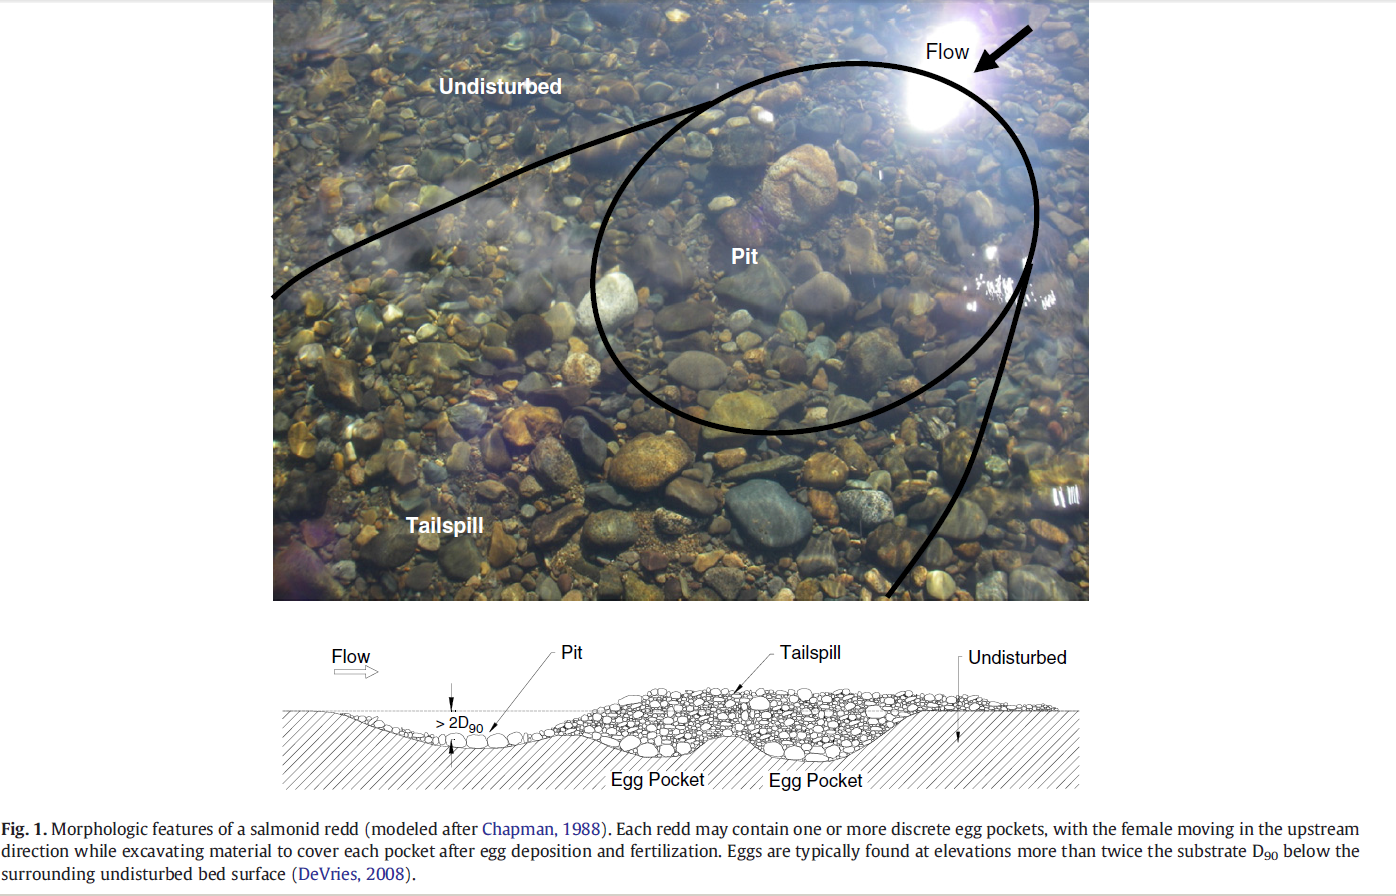 Flow
Undisturbed
Pit
Tailspill
Flow
Pit
Tailspill
Undisturbed
> 2D90
Egg Pocket
Egg Pocket
Fig. 1. Morphologic features of a salmonid redd (modeled after Chapman, 1988). Each redd may contain one or more discrete egg pockets, with the female moving in the upstream
direction while excavating material to cover each pocket after egg deposition and fertilization. Eggs are typically found at elevations more than twice the substrate D90 below the
surrounding undisturbed bed surface (DeVries, 2008).